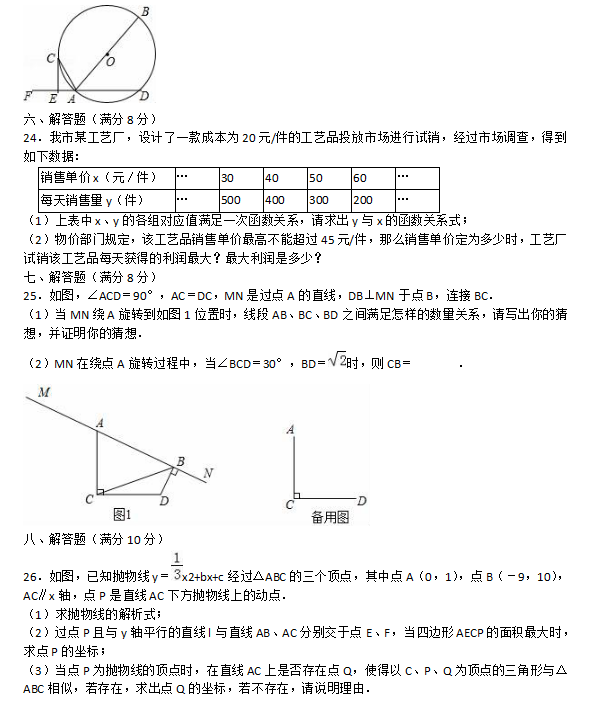 B
C
O
F E A D
六、解答题(满分8分)
24.我市某工艺厂,设计了一款成本为20元/件的工艺品投放市场进行试销,经过市场调查,得到
如下数据:
销售单价x(元/件) … 30 40 50 60 …
每天销售量y(件) … 500 400 300 200 …
(1)上表中x、y的各组对应值满足一次函数关系,请求出y与x的函数关系式;
(2)物价部门规定,该工艺品销售单价最高不能超过45元/件,那么销售单价定为多少时,工艺厂
试销该工艺品每天获得的利润最大?最大利润是多少?
七、解答题(满分8分)
25.如图,∠ACD=90°,AC=DC,MN是过点A的直线,DB⊥MN于点B,连接BC.
(1)当MN绕A旋转到如图1位置时,线段AB、BC、BD之间满足怎样的数量关系,请写出你的猜
想,并证明你的猜想.
(2)MN在绕点A旋转过程中,当∠BCD=30°,BD=√2时,则CB= .
M
A
B
N
C D
图1
A
C D
备用图
八、解答题(满分10分)
26.如图,已知抛物线y=1/3x2+bx+c经过△ABC的三个顶点,其中点A(0,1),点B(-9,10),
AC∥x轴,点P是直线AC下方抛物线上的动点.
(1)求抛物线的解析式;
(2)过点P且与y轴平行的直线l与直线AB、AC分别交于点E、F,当四边形AECP的面积最大时,
求点P的坐标;
(3)当点P为抛物线的顶点时,在直线AC上是否存在点Q,使得以C、P、Q为顶点的三角形与△
ABC相似,若存在,求出点Q的坐标,若不存在,请说明理由.